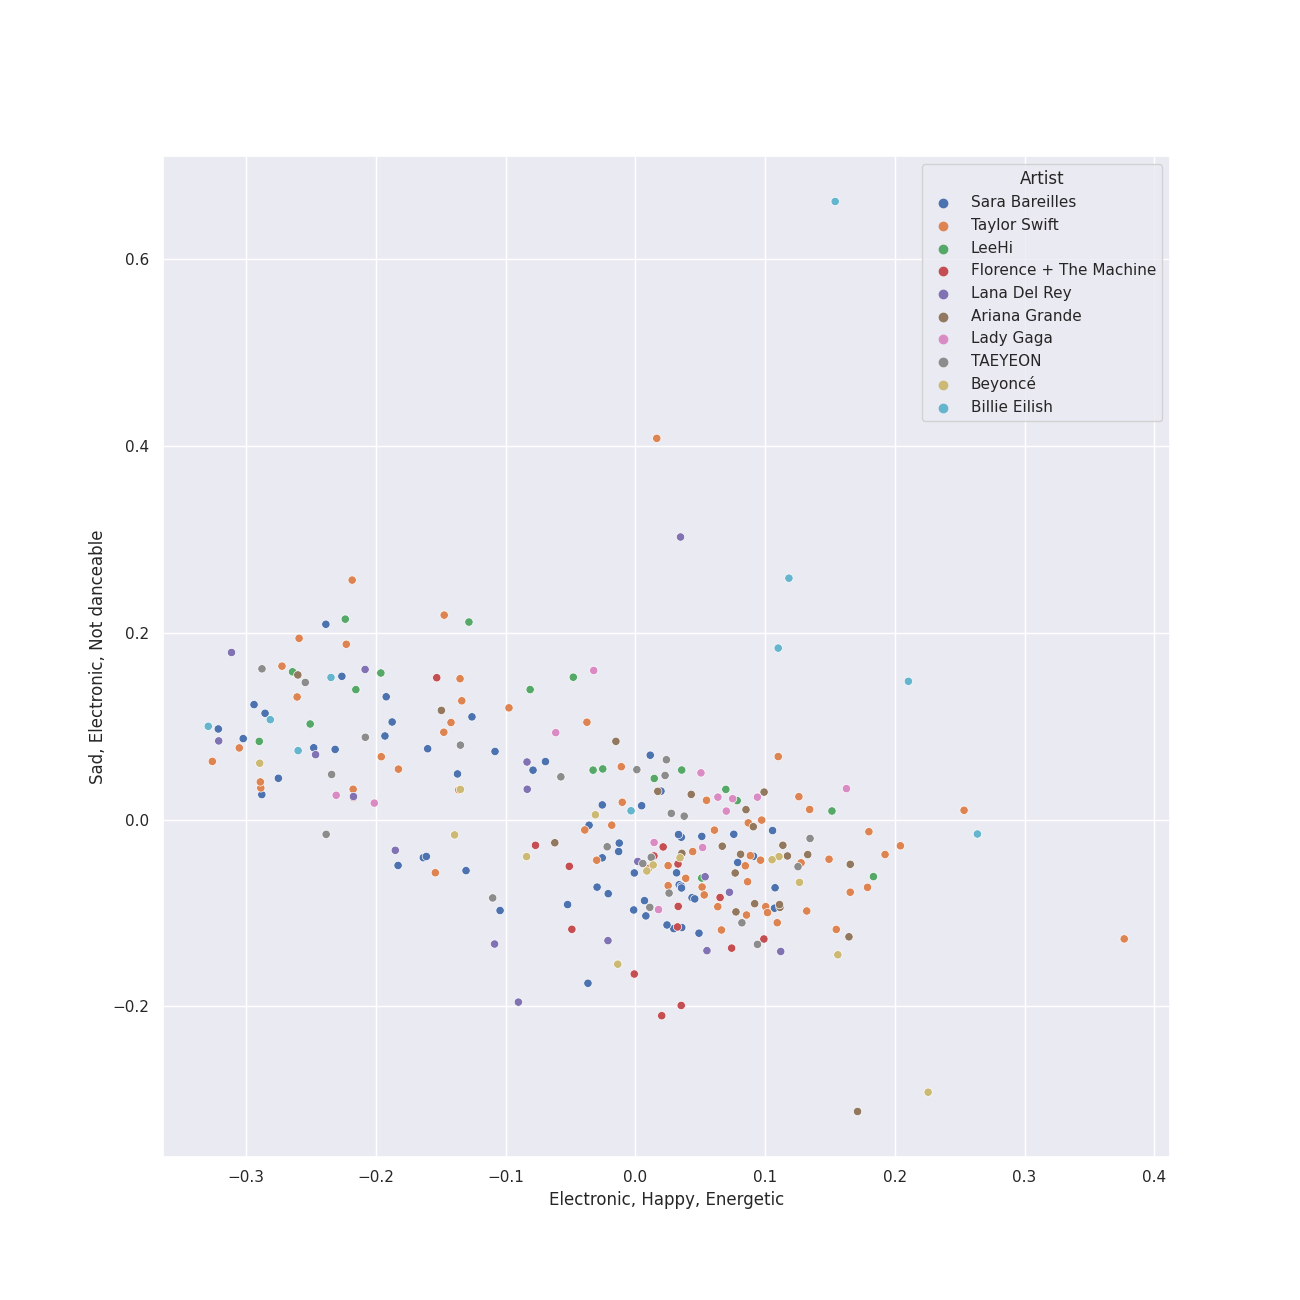 Artist
Sara Bareilles
Taylor Swift
LeeHi
Florence + The Machine
Lana Del Rey
Ariana Grande
Lady Gaga
TAEYEON
Beyoncé
Billie Eilish
0.6
0.4
0.2
0.0
−0.2
Sad, Electronic, Not danceable
−0.3 −0.2 −0.1 0.0 0.1 0.2 0.3 0.4
Electronic, Happy, Energetic